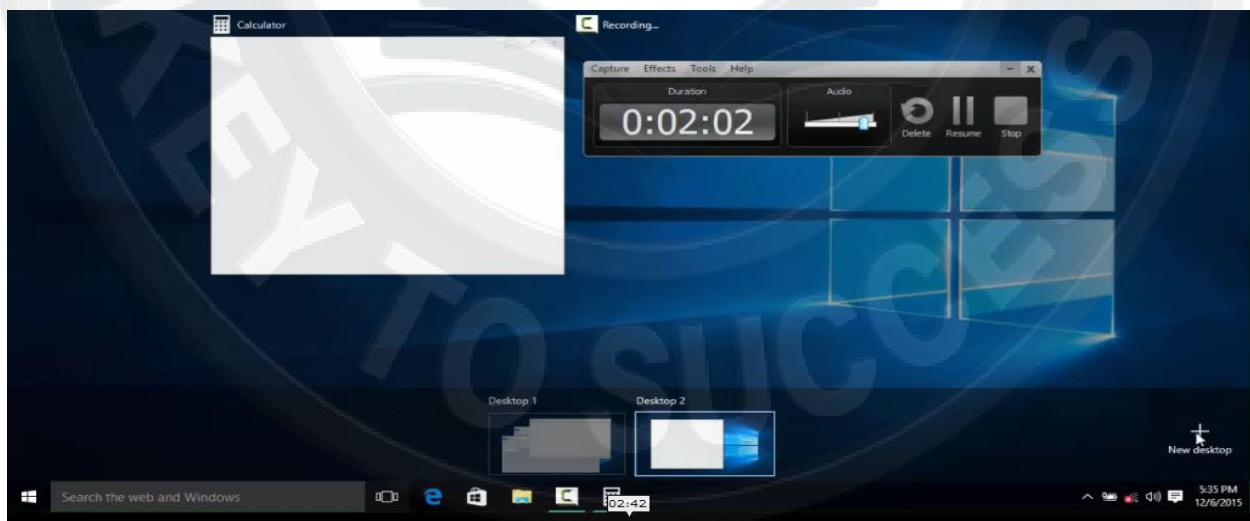 Calculator
Recording...
Capture Effects Tools Help
Duration
Audio
0:02:02
Delete Resume Stop
KEY TO SUCCESS
Desktop 1
Desktop 2
New desktop
Search the web and Windows
02:42
5:35 PM
12/6/2015